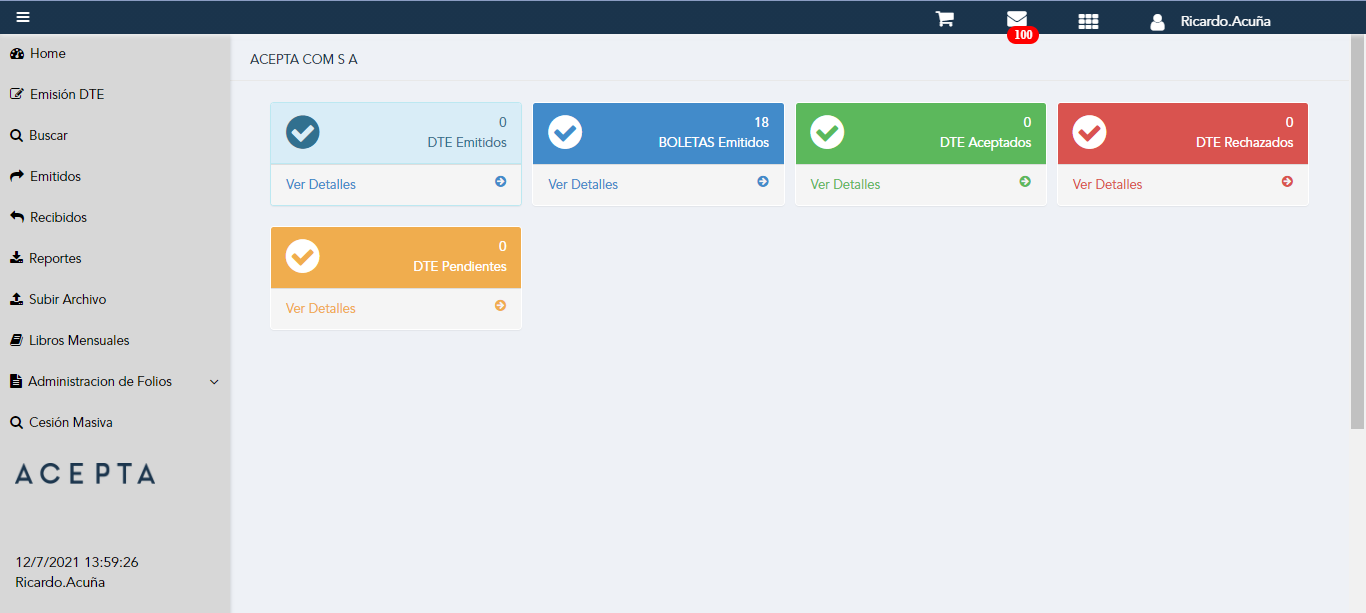 Ricardo.Acuña
100
Home
Emisión DTE
Buscar
Emitidos
Recibidos
Reportes
Subir Archivo
Libros Mensuales
Administracion de Folios
Cesión Masiva
ACEPTA
12/7/2021 13:59:26
Ricardo.Acuña
ACEPTA COM S A
0
DTE Emitidos
Ver Detalles
18
BOLETAS Emitidos
Ver Detalles
0
DTE Aceptados
Ver Detalles
0
DTE Rechazados
Ver Detalles
0
DTE Pendientes
Ver Detalles